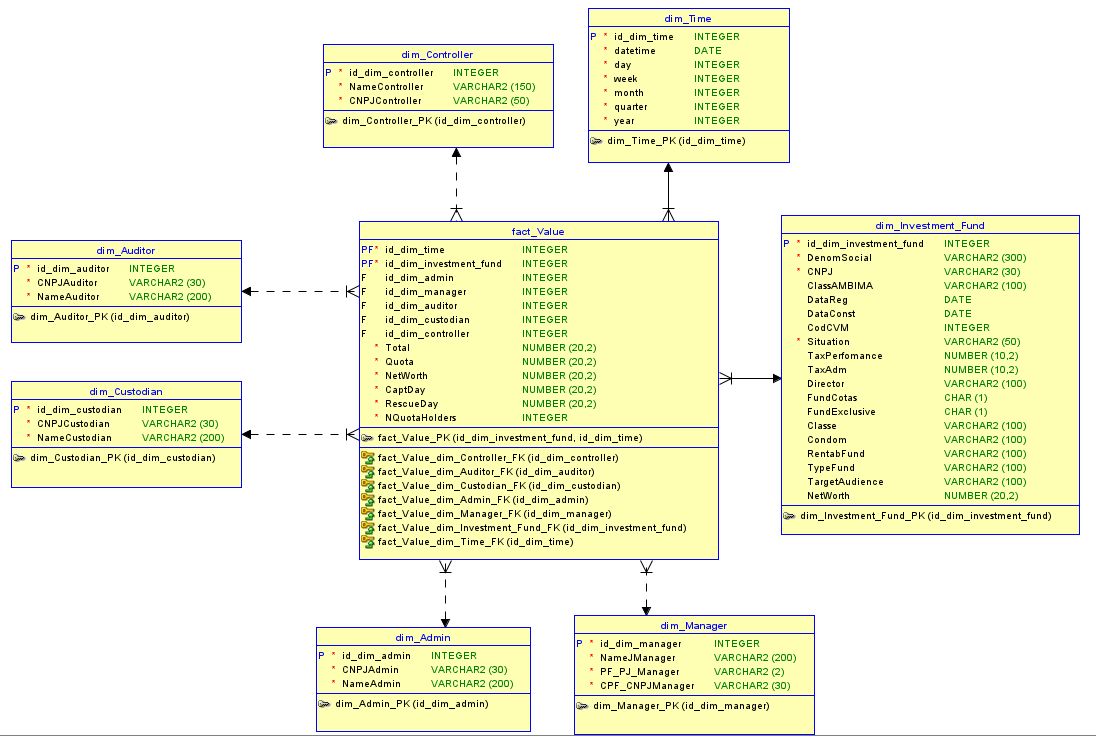 dim_Time
P * id_dim_time INTEGER
* datetime DATE
* day INTEGER
* week INTEGER
* month INTEGER
* quarter INTEGER
* year INTEGER
dim_Time_PK (id_dim_time)
dim_Controller
P * id_dim_controller INTEGER
* NameController VARCHAR2 (150)
* CNPJController VARCHAR2 (50)
dim_Controller_PK (id_dim_controller)
dim_Auditor
P * id_dim_auditor INTEGER
* CNPJAuditor VARCHAR2 (30)
* NameAuditor VARCHAR2 (200)
dim_Auditor_PK (id_dim_auditor)
dim_Custodian
P * id_dim_custodian INTEGER
* CNPJCustodian VARCHAR2 (30)
* NameCustodian VARCHAR2 (200)
dim_Custodian_PK (id_dim_custodian)
fact_Value
PF* id_dim_time INTEGER
PF* id_dim_investment_fund INTEGER
F id_dim_admin INTEGER
F id_dim_manager INTEGER
F id_dim_auditor INTEGER
F id_dim_custodian INTEGER
F id_dim_controller INTEGER
* Total NUMBER (20,2)
* Quota NUMBER (20,2)
* NetWorth NUMBER (20,2)
* CaptDay NUMBER (20,2)
* RescueDay NUMBER (20,2)
* NQuotaHolders INTEGER
fact_Value_PK (id_dim_investment_fund, id_dim_time)
fact_Value_dim_Controller_FK (id_dim_controller)
fact_Value_dim_Auditor_FK (id_dim_auditor)
fact_Value_dim_Custodian_FK (id_dim_custodian)
fact_Value_dim_Admin_FK (id_dim_admin)
fact_Value_dim_Manager_FK (id_dim_manager)
fact_Value_dim_Investment_Fund_FK (id_dim_investment_fund)
fact_Value_dim_Time_FK (id_dim_time)
dim_Investment_Fund
P * id_dim_investment_fund INTEGER
* DenomSocial VARCHAR2 (300)
* CNPJ VARCHAR2 (30)
ClassAMBIMA VARCHAR2 (100)
DataReg DATE
DataConst DATE
CodCVM INTEGER
* Situation VARCHAR2 (50)
TaxPerfomance NUMBER (10,2)
TaxAdm NUMBER (10,2)
Director VARCHAR2 (100)
FundCotas CHAR (1)
FundExclusive CHAR (1)
Classe VARCHAR2 (100)
Condom VARCHAR2 (100)
RentabFund VARCHAR2 (100)
TypeFund VARCHAR2 (100)
TargetAudience VARCHAR2 (100)
NetWorth NUMBER (20,2)
dim_Investment_Fund_PK (id_dim_investment_fund)
dim_Admin
P * id_dim_admin INTEGER
* CNPJAdmin VARCHAR2 (30)
* NameAdmin VARCHAR2 (200)
dim_Admin_PK (id_dim_admin)
dim_Manager
P * id_dim_manager INTEGER
* NameJManager VARCHAR2 (200)
* PF_PJ_Manager VARCHAR2 (2)
* CPF_CNPJManager VARCHAR2 (30)
dim_Manager_PK (id_dim_manager)